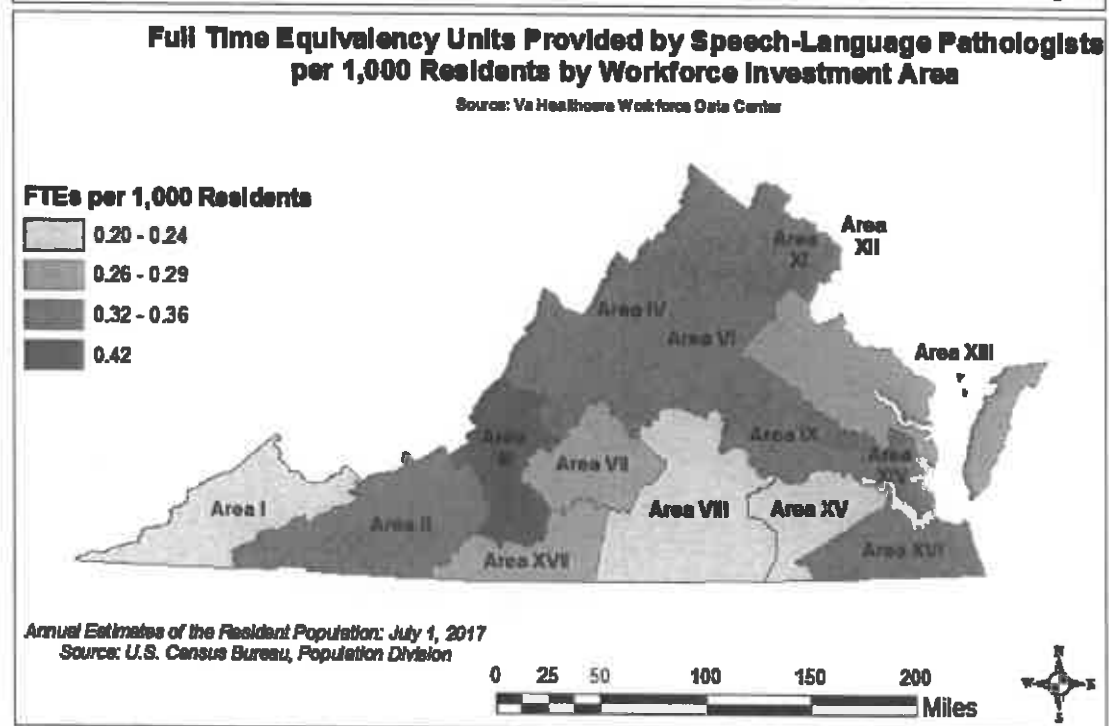 Full Time Equivalency Units Provided by Speech-Language Pathologists
per 1,000 Residents by Workforce Investment Area
Source: Va Healthcare Workforce Data Center
FTEs per 1,000 Residents
0.20 - 0.24
0.26 - 0.29
0.32 - 0.36
0.42
Area
XII
Area
XI
Area IV
Area VI
Area XIII
Area
III
Area VII
Area IX
Area
XIV
Area I
Area II
Area VIII
Area XV
Area XVII
Area XVI
Annual Estimates of the Resident Population: July 1, 2017
Source: U.S. Census Bureau, Population Division
0 25 50 100 150 200
Miles
N
W E
S